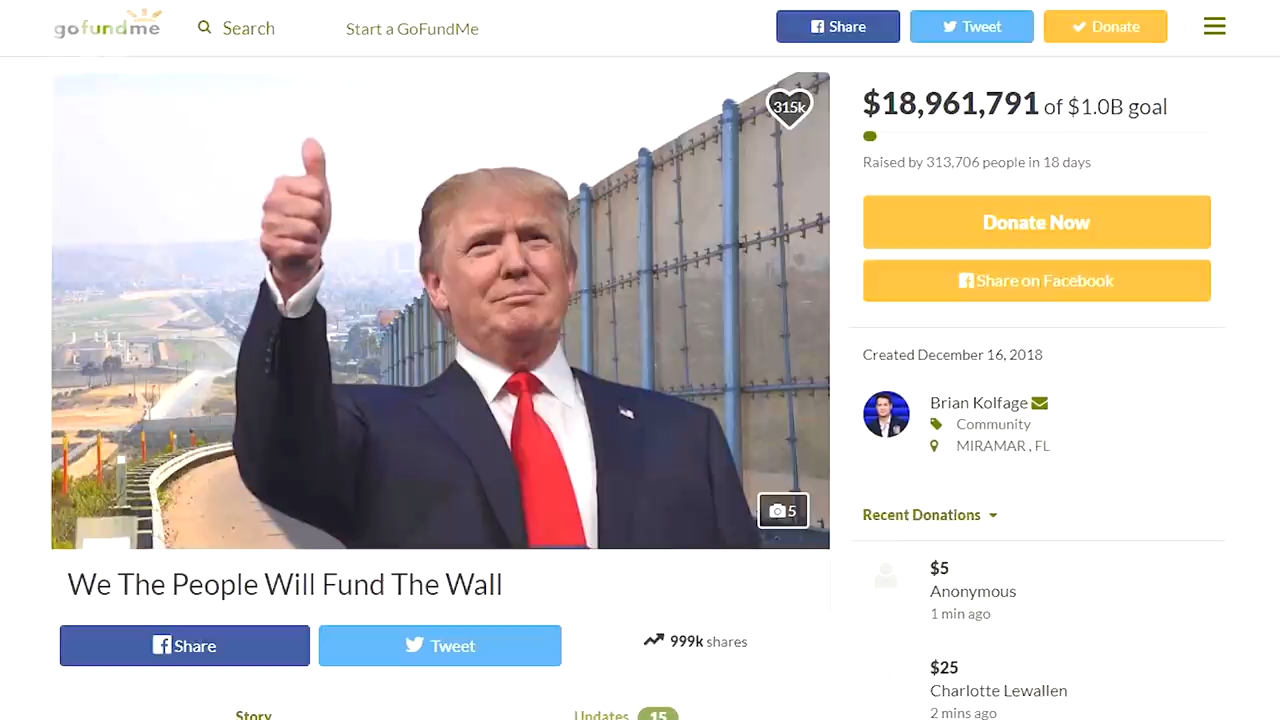 gofundme
Search
Start a GoFundMe
Share
Tweet
Donate
315k
5
We The People Will Fund The Wall
Share
Tweet
999k shares
Story
Updates 15
$18,961,791 of $1.0B goal
Raised by 313,706 people in 18 days
Donate Now
Share on Facebook
Created December 16, 2018
Brian Kolfage
Community
MIRAMAR , FL
Recent Donations
$5
Anonymous
1 min ago
$25
Charlotte Lewallen
2 mins ago